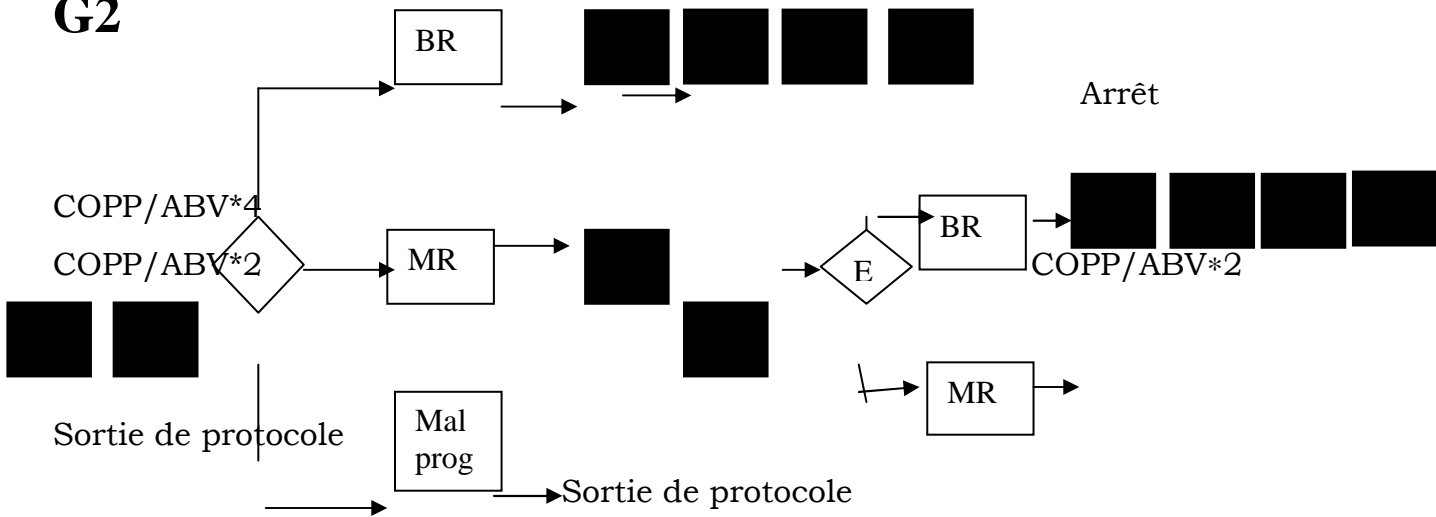 G2
BR
Arrêt
COPP/ABV*4
BR
COPP/ABV*2
MR
E
COPP/ABV*2
MR
Sortie de protocole
Mal
prog
Sortie de protocole